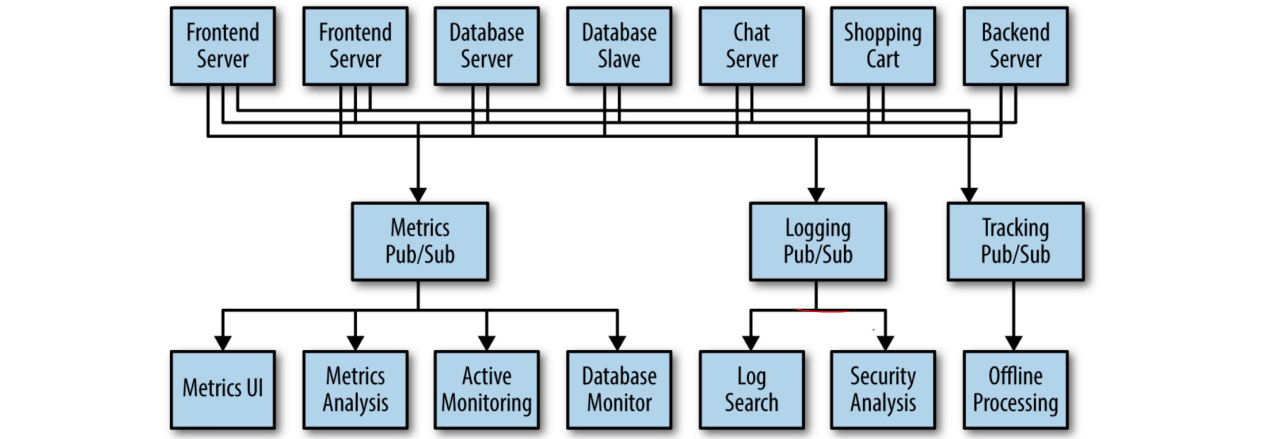 Frontend
Server
Frontend
Server
Database
Server
Database
Slave
Chat
Server
Shopping
Cart
Backend
Server
Metrics
Pub/Sub
Logging
Pub/Sub
Tracking
Pub/Sub
Metrics UI
Metrics
Analysis
Active
Monitoring
Database
Monitor
Log
Search
Security
Analysis
Offline
Processing